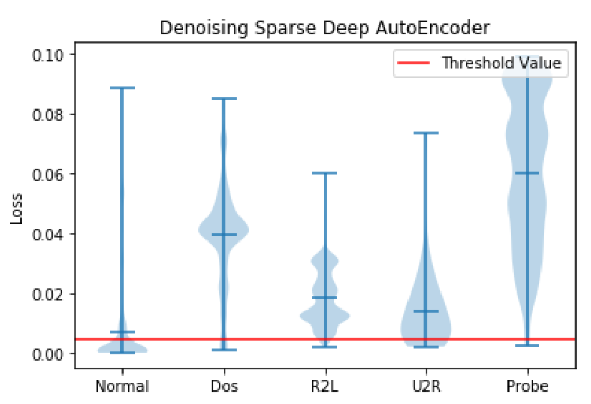 Denoising Sparse Deep AutoEncoder
Threshold Value
0.10
0.08
0.06
0.04
0.02
0.00
Loss
Normal Dos R2L U2R Probe